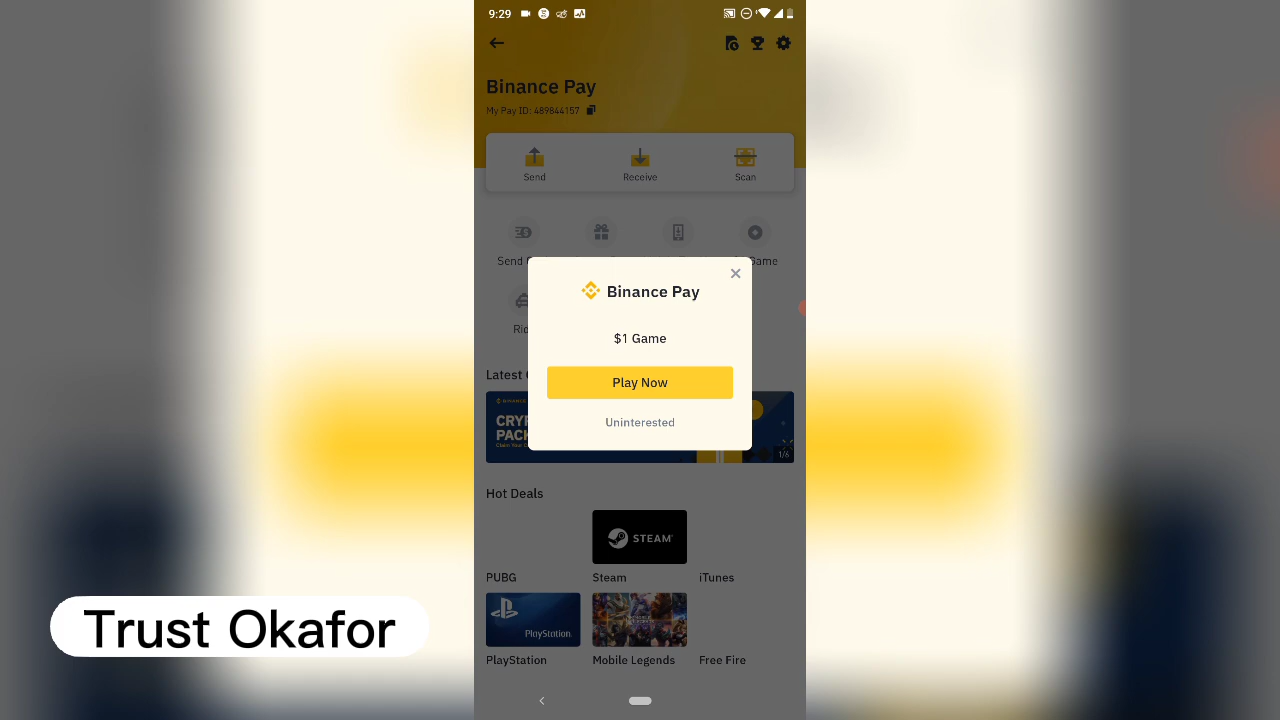 9:29
Binance Pay
My Pay ID: 489844157
Send
Receive
Scan
Send
Game
Binance Pay
$1 Game
Play Now
Uninterested
Latest
1/6
Hot Deals
STEAM
PUBG
Steam
iTunes
PlayStation
PlayStation
Mobile Legends
Free Fire
Trust Okafor